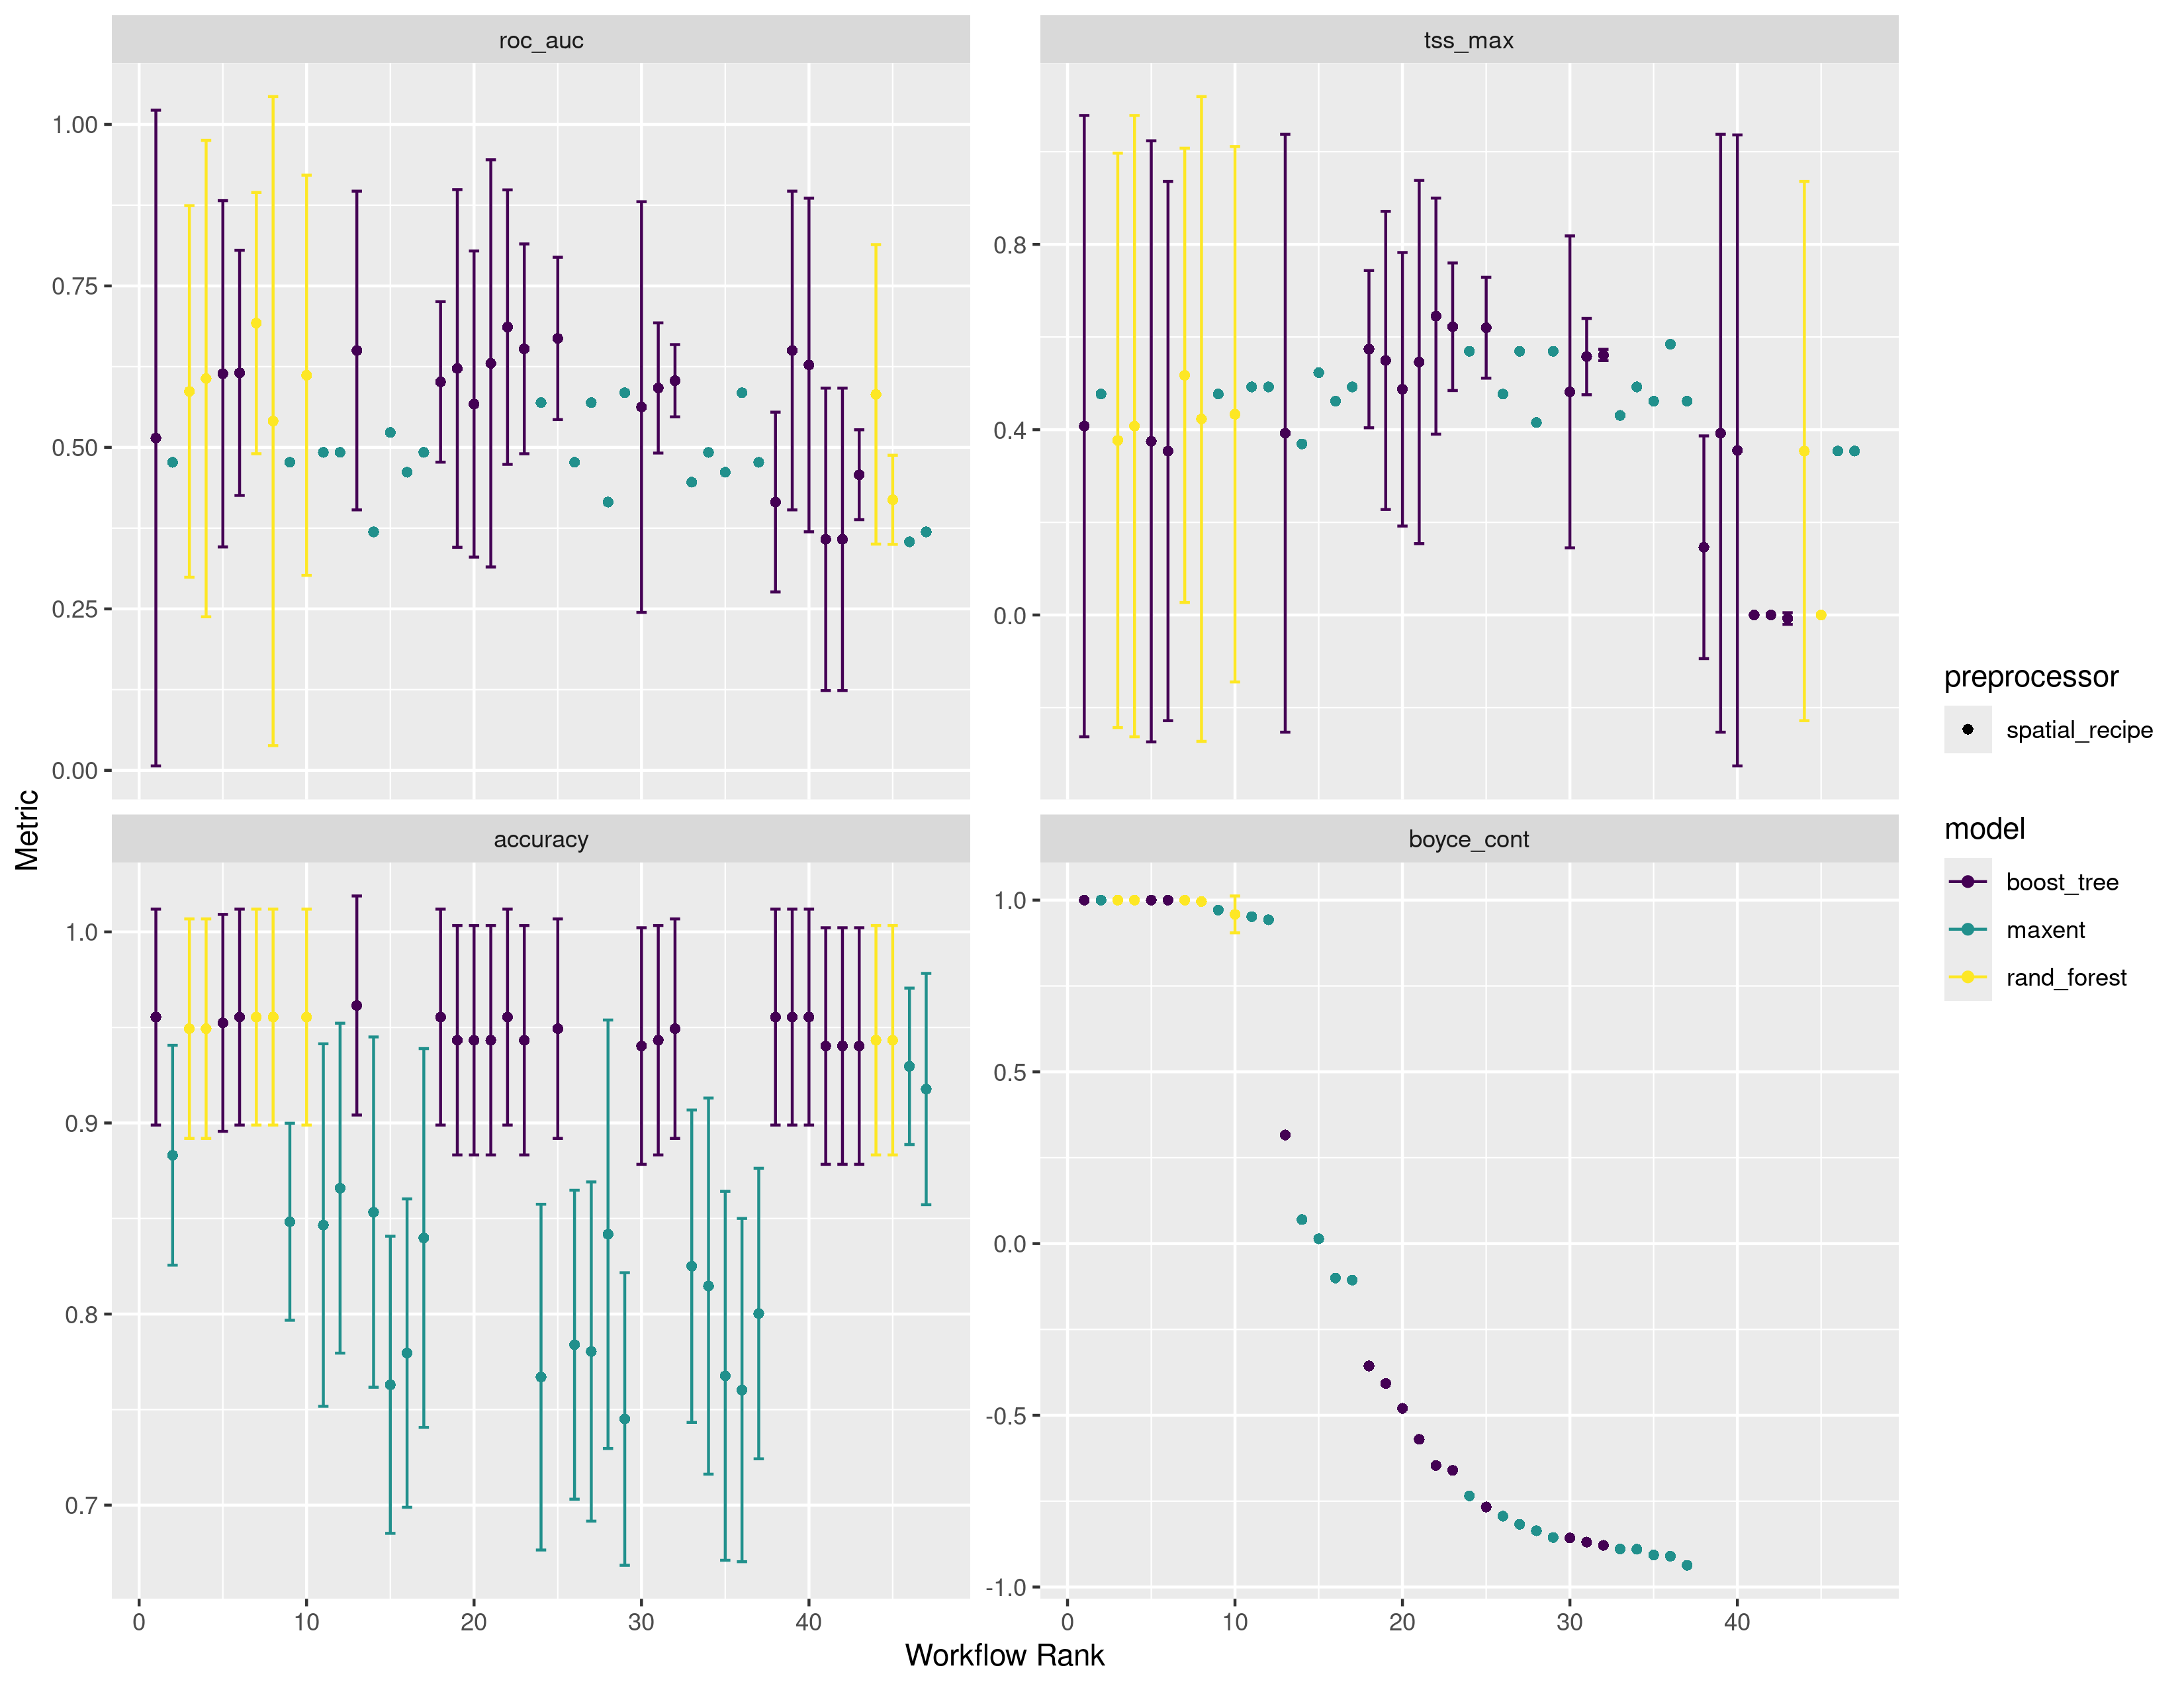 roc_auc
tss_max
1.00
0.75
0.50
0.25
0.00
0.8
0.4
0.0
Metric
accuracy
boyce_cont
1.0
0.9
0.8
0.7
1.0
0.5
0.0
-0.5
-1.0
0 10 20 30 40
0 10 20 30 40
Workflow Rank
preprocessor
spatial_recipe
model
boost_tree
maxent
rand_forest